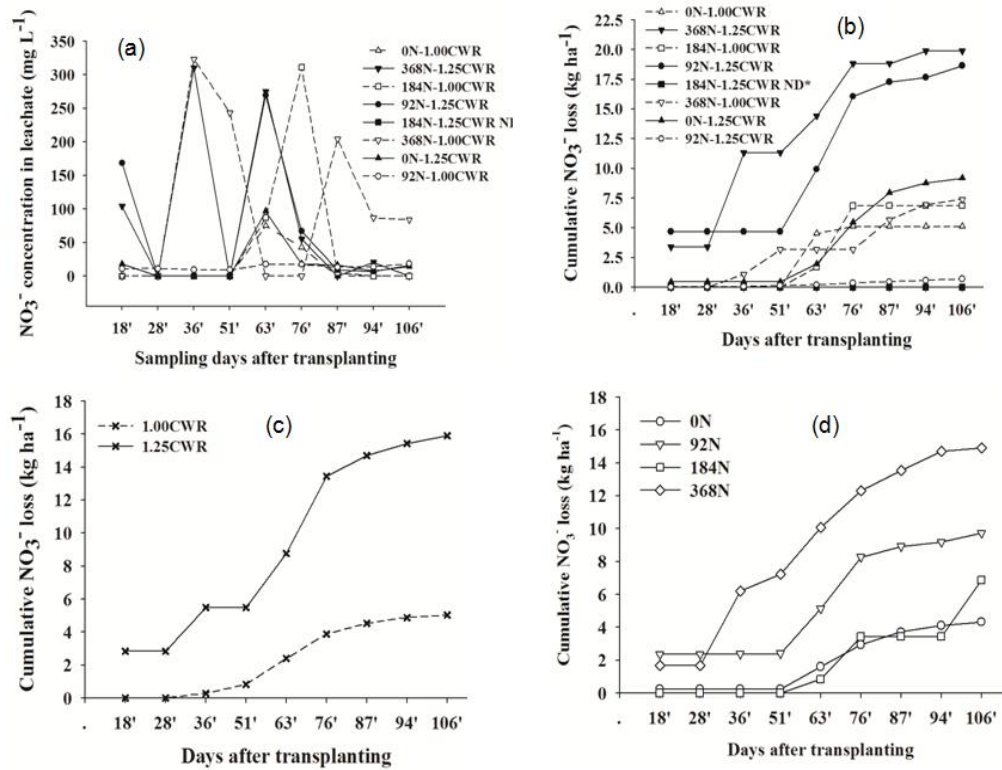 (a)
NO₃⁻ concentration in leachate (mg L⁻¹)
350
300
250
200
150
100
50
0
0N-1.00CWR
368N-1.25CWR
184N-1.00CWR
92N-1.25CWR
184N-1.25CWR NI
368N-1.00CWR
0N-1.25CWR
92N-1.00CWR
18' 28' 36' 51' 63' 76' 87' 94' 106'
Sampling days after transplanting
(b)
Cumulative NO₃⁻ loss (kg ha⁻¹)
20.0
17.5
15.0
12.5
10.0
7.5
5.0
2.5
0.0
0N-1.00CWR
368N-1.25CWR
184N-1.00CWR
92N-1.25CWR
184N-1.25CWR ND*
368N-1.00CWR
0N-1.25CWR
92N-1.25CWR
. 18' 28' 36' 51' 63' 76' 87' 94' 106'
Days after transplanting
(c)
Cumulative NO₃⁻ loss (kg ha⁻¹)
18
16
14
12
10
8
6
4
2
0
1.00CWR
1.25CWR
. 18' 28' 36' 51' 63' 76' 87' 94' 106'
Days after transplanting
(d)
Cumulative NO₃⁻ loss (kg ha⁻¹)
18
16
14
12
10
8
6
4
2
0
0N
92N
184N
368N
. 18' 28' 36' 51' 63' 76' 87' 94' 106'
Days after transplanting